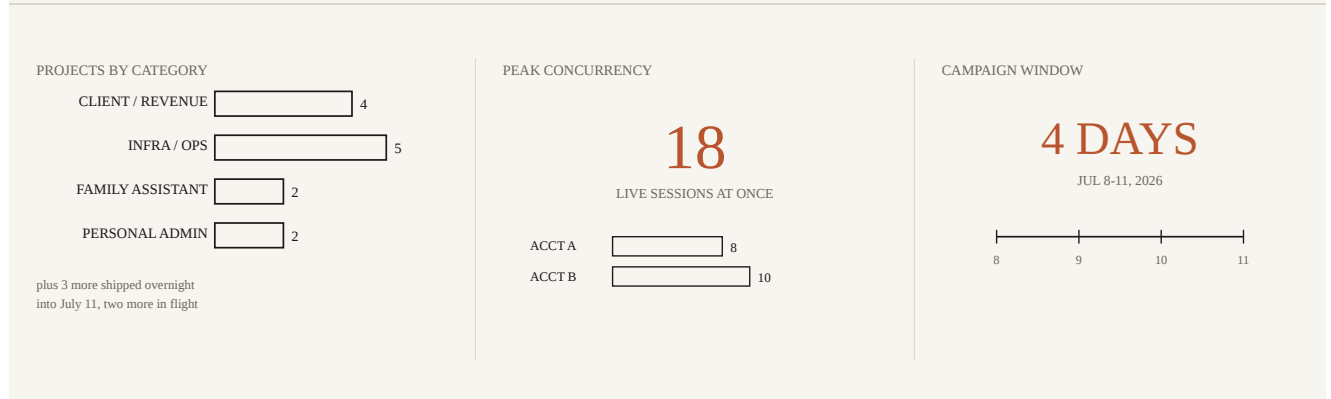 PROJECTS BY CATEGORY
CLIENT / REVENUE 4
INFRA / OPS 5
FAMILY ASSISTANT 2
PERSONAL ADMIN 2
plus 3 more shipped overnight
into July 11, two more in flight
PEAK CONCURRENCY
18
LIVE SESSIONS AT ONCE
ACCT A 8
ACCT B 10
CAMPAIGN WINDOW
4 DAYS
JUL 8-11, 2026
8 9 10 11